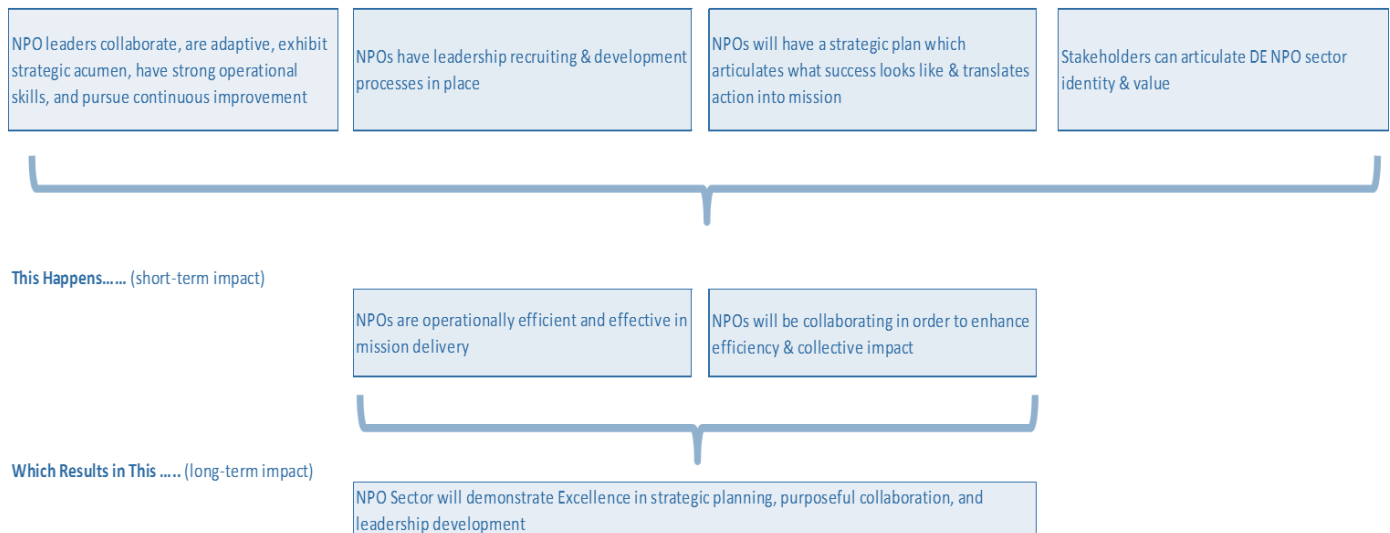 NPO leaders collaborate, are adaptive, exhibit
strategic acumen, have strong operational
skills, and pursue continuous improvement
NPOs have leadership recruiting & development
processes in place
NPOs will have a strategic plan which
articulates what success looks like & translates
action into mission
Stakeholders can articulate DE NPO sector
identity & value
This Happens...... (short-term impact)
NPOs are operationally efficient and effective in
mission delivery
NPOs will be collaborating in order to enhance
efficiency & collective impact
Which Results in This ..... (long-term impact)
NPO Sector will demonstrate Excellence in strategic planning, purposeful collaboration, and
leadership development